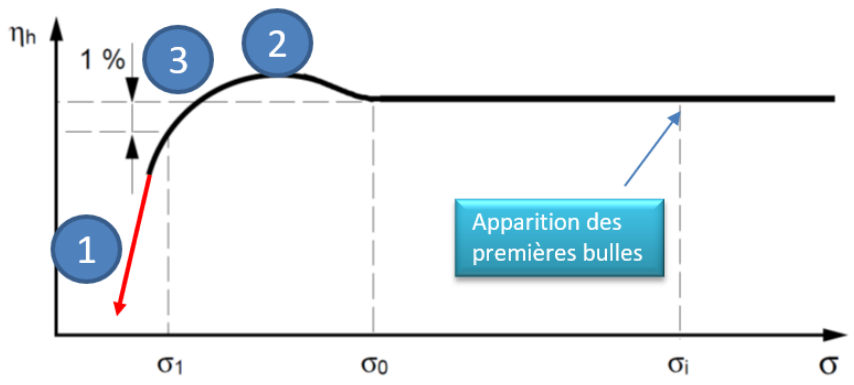 ηh
1 %
3
2
1
Apparition des
premières bulles
σ1
σ0
σi
σ